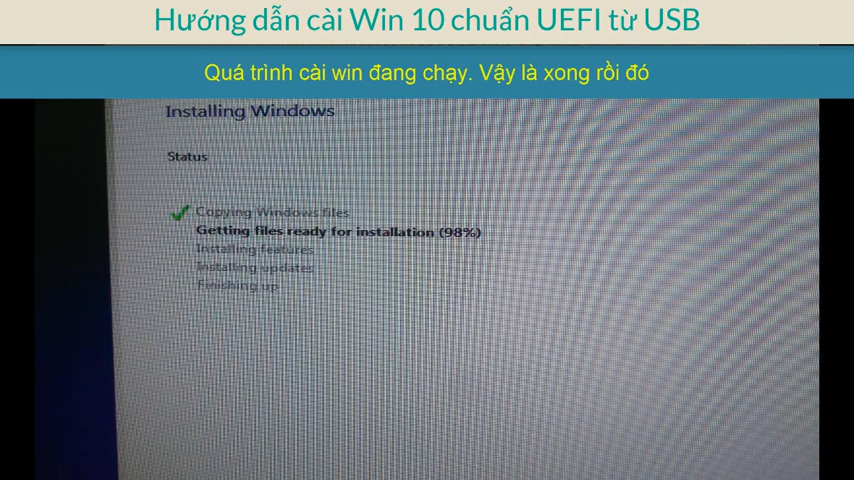 Hướng dẫn cài Win 10 chuẩn UEFI từ USB
Quá trình cài win đang chạy. Vậy là xong rồi đó
Installing Windows
Status
Copying Windows files
Getting files ready for installation (98%)
Installing features
Installing updates
Finishing up